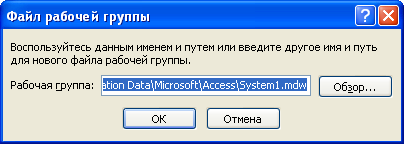 Файл рабочей группы
Воспользуйтесь данным именем и путем или введите другое имя и путь
для нового файла рабочей группы.
Рабочая группа: ation Data\Microsoft\Access\System1.mdw Обзор...
ОК Отмена